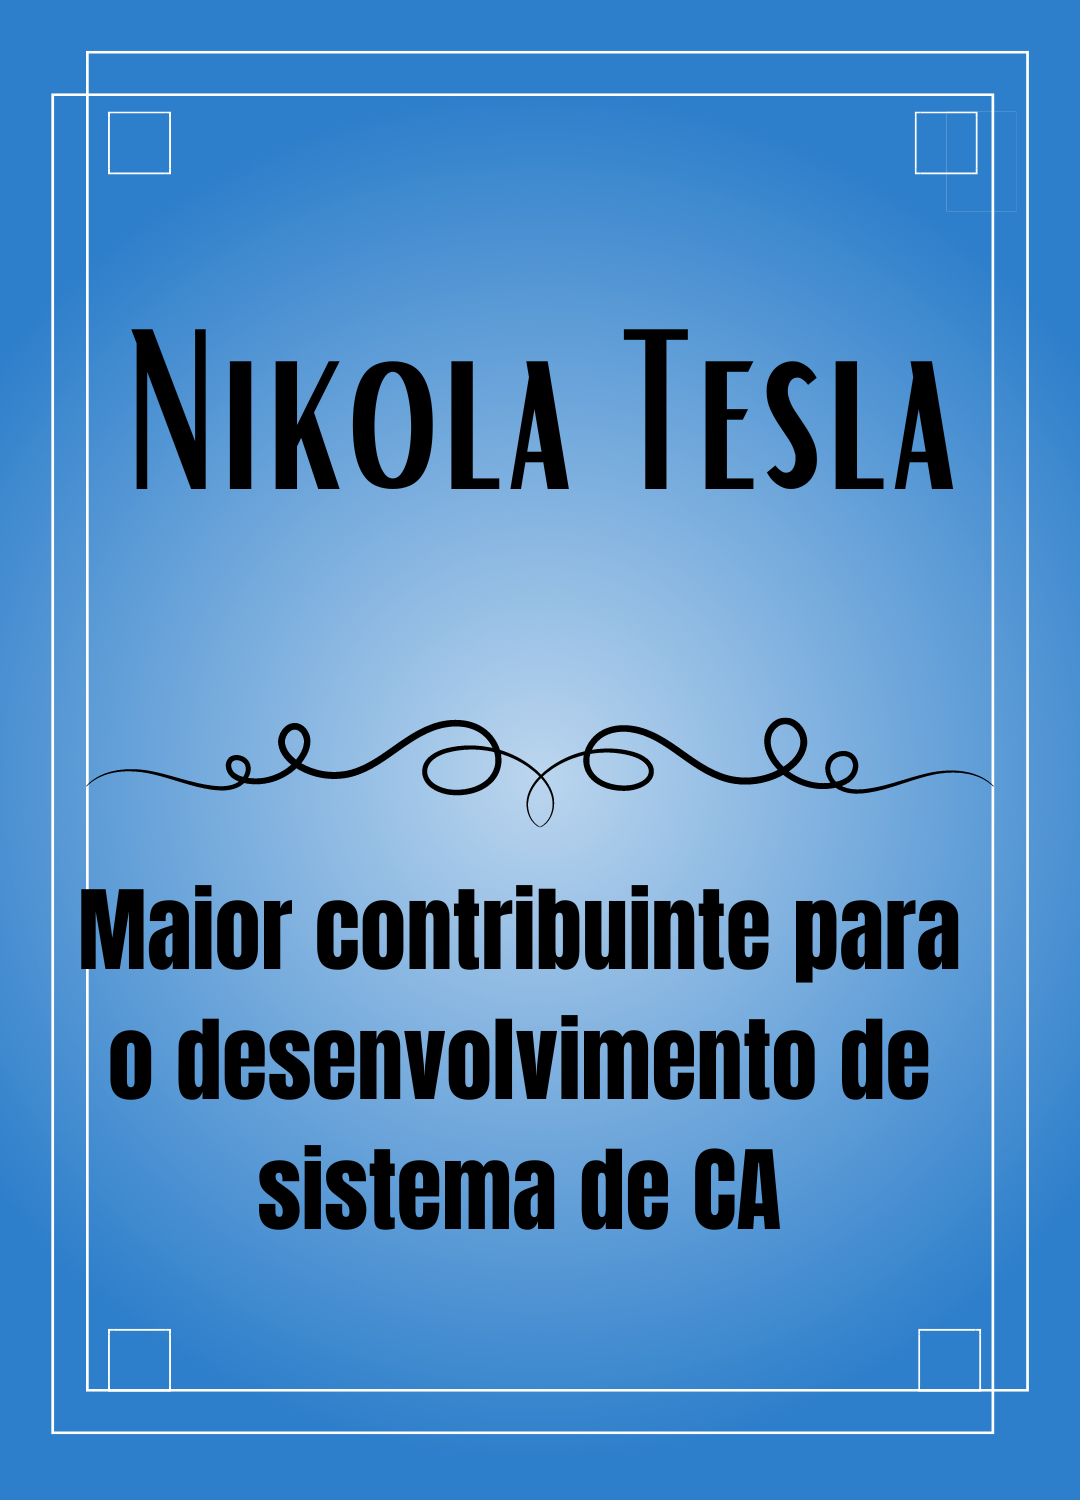 Nikola Tesla
Maior contribuinte para
o desenvolvimento de
sistema de CA